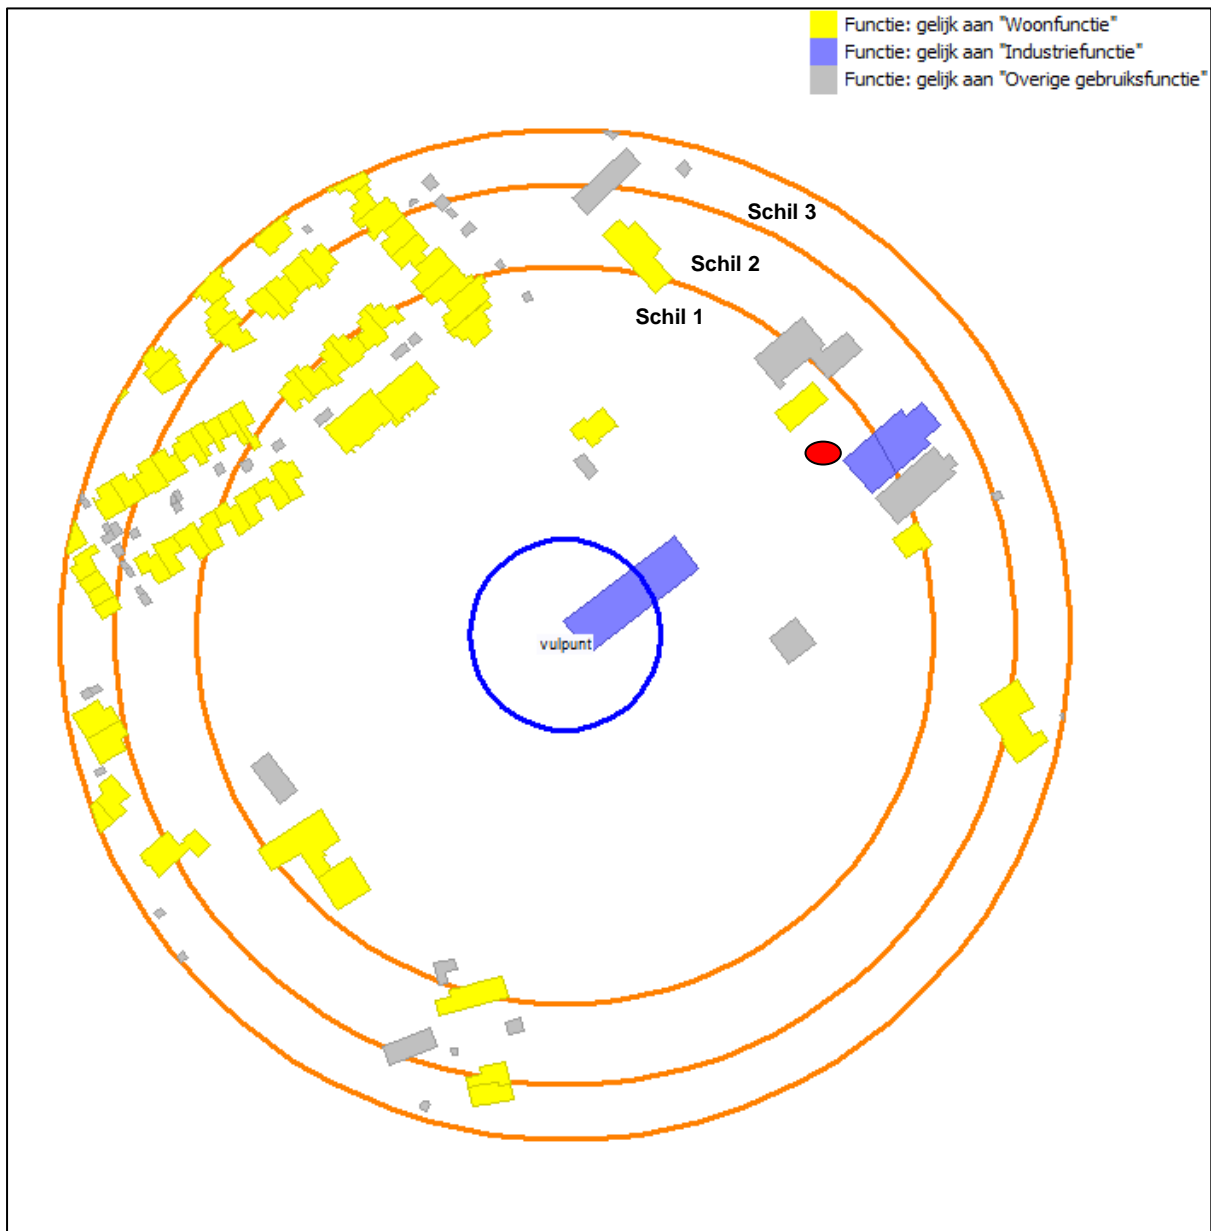 Functie: gelijk aan "Woonfunctie"
Functie: gelijk aan "Industriefunctie"
Functie: gelijk aan "Overige gebruiksfunctie"
Schil 3
Schil 2
Schil 1
vulpunt